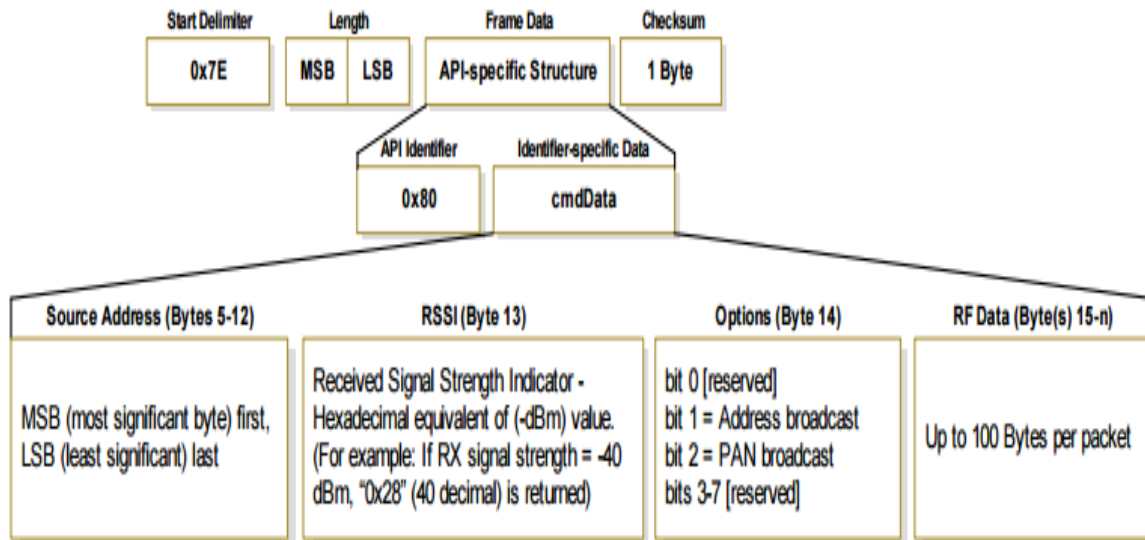 Start Delimiter
Length
Frame Data
Checksum
0x7E
MSB
LSB
API-specific Structure
1 Byte
API Identifier
Identifier-specific Data
0x80
cmdData
Source Address (Bytes 5-12)
RSSI (Byte 13)
Options (Byte 14)
RF Data (Byte(s) 15-n)
MSB (most significant byte) first,
LSB (least significant) last
Received Signal Strength Indicator -
Hexadecimal equivalent of (-dBm) value.
(For example: If RX signal strength = -40
dBm, “0x28” (40 decimal) is returned)
bit 0 [reserved]
bit 1 = Address broadcast
bit 2 = PAN broadcast
bits 3-7 [reserved]
Up to 100 Bytes per packet